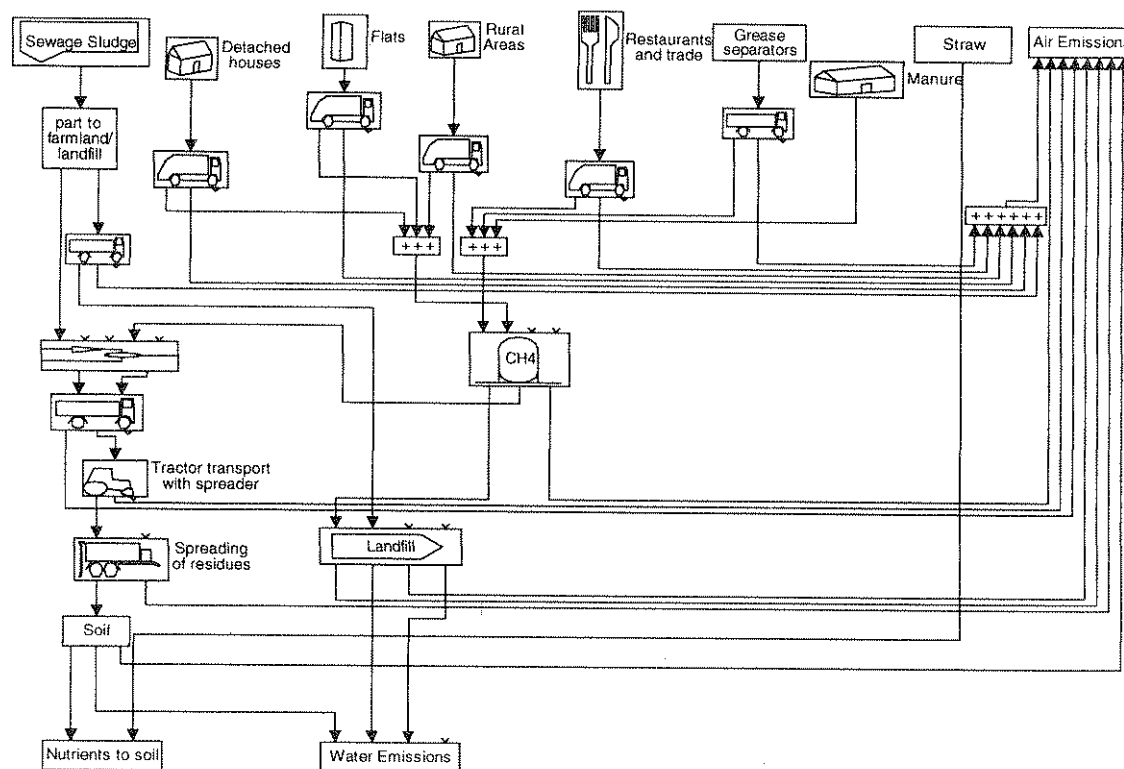 Sewage Sludge
Detached
houses
Flats
Rural
Areas
Restaurants
and trade
Grease
separators
Manure
Straw
Air Emissions
part to
farmland/
landfill
+ + +
+ + +
+ + + + + +
CH4
Tractor transport
with spreader
Spreading
of residues
Landfill
Soil
Nutrients to soil
Water Emissions